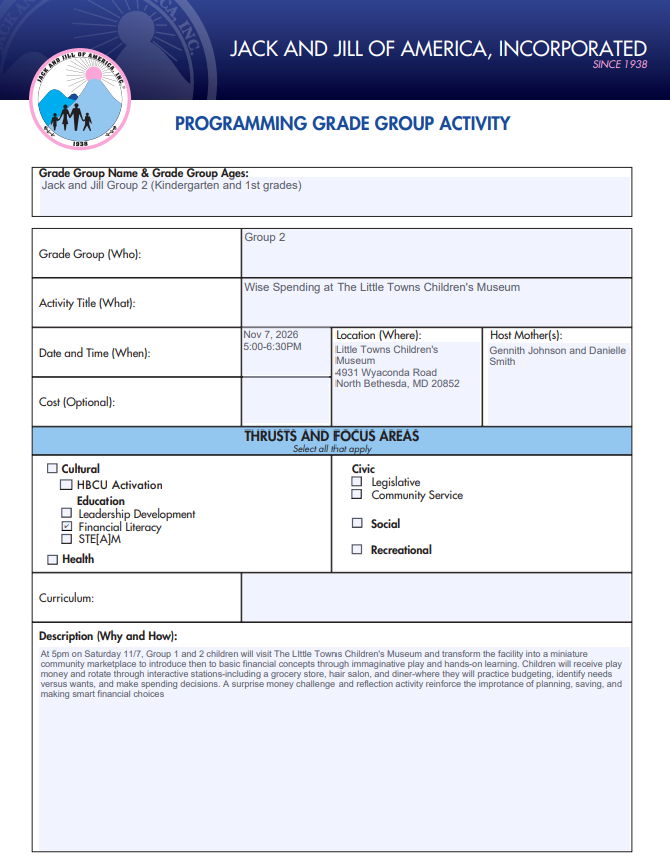 JACK AND JILL OF AMERICA, INCORPORATED
SINCE 1938
JACK AND JILL OF AMERICA, INC.
1938
PROGRAMMING GRADE GROUP ACTIVITY
Grade Group Name & Grade Group Ages:
Jack and Jill Group 2 (Kindergarten and 1st grades)
Grade Group (Who):
Group 2
Activity Title (What):
Wise Spending at The Little Towns Children's Museum
Date and Time (When):
Nov 7, 2026
5:00-6:30PM
Location (Where):
Little Towns Children's
Museum
4931 Wyaconda Road
North Bethesda, MD 20852
Host Mother(s):
Gennith Johnson and Danielle
Smith
Cost (Optional):
THRUSTS AND FOCUS AREAS
Select all that apply
Cultural
HBCU Activation
Education
Leadership Development
Financial Literacy
STE[A]M
Health
Civic
Legislative
Community Service
Social
Recreational
Curriculum:
Description (Why and How):
At 5pm on Saturday 11/7, Group 1 and 2 children will visit The LIttle Towns Children's Museum and transform the facility into a miniature
community marketplace to introduce then to basic financial concepts through immaginative play and hands-on learning. Children will receive play
money and rotate through interactive stations-including a grocery store, hair salon, and diner-where they will practice budgeting, identify needs
versus wants, and make spending decisions. A surprise money challenge and reflection activity reinforce the improtance of planning, saving, and
making smart financial choices